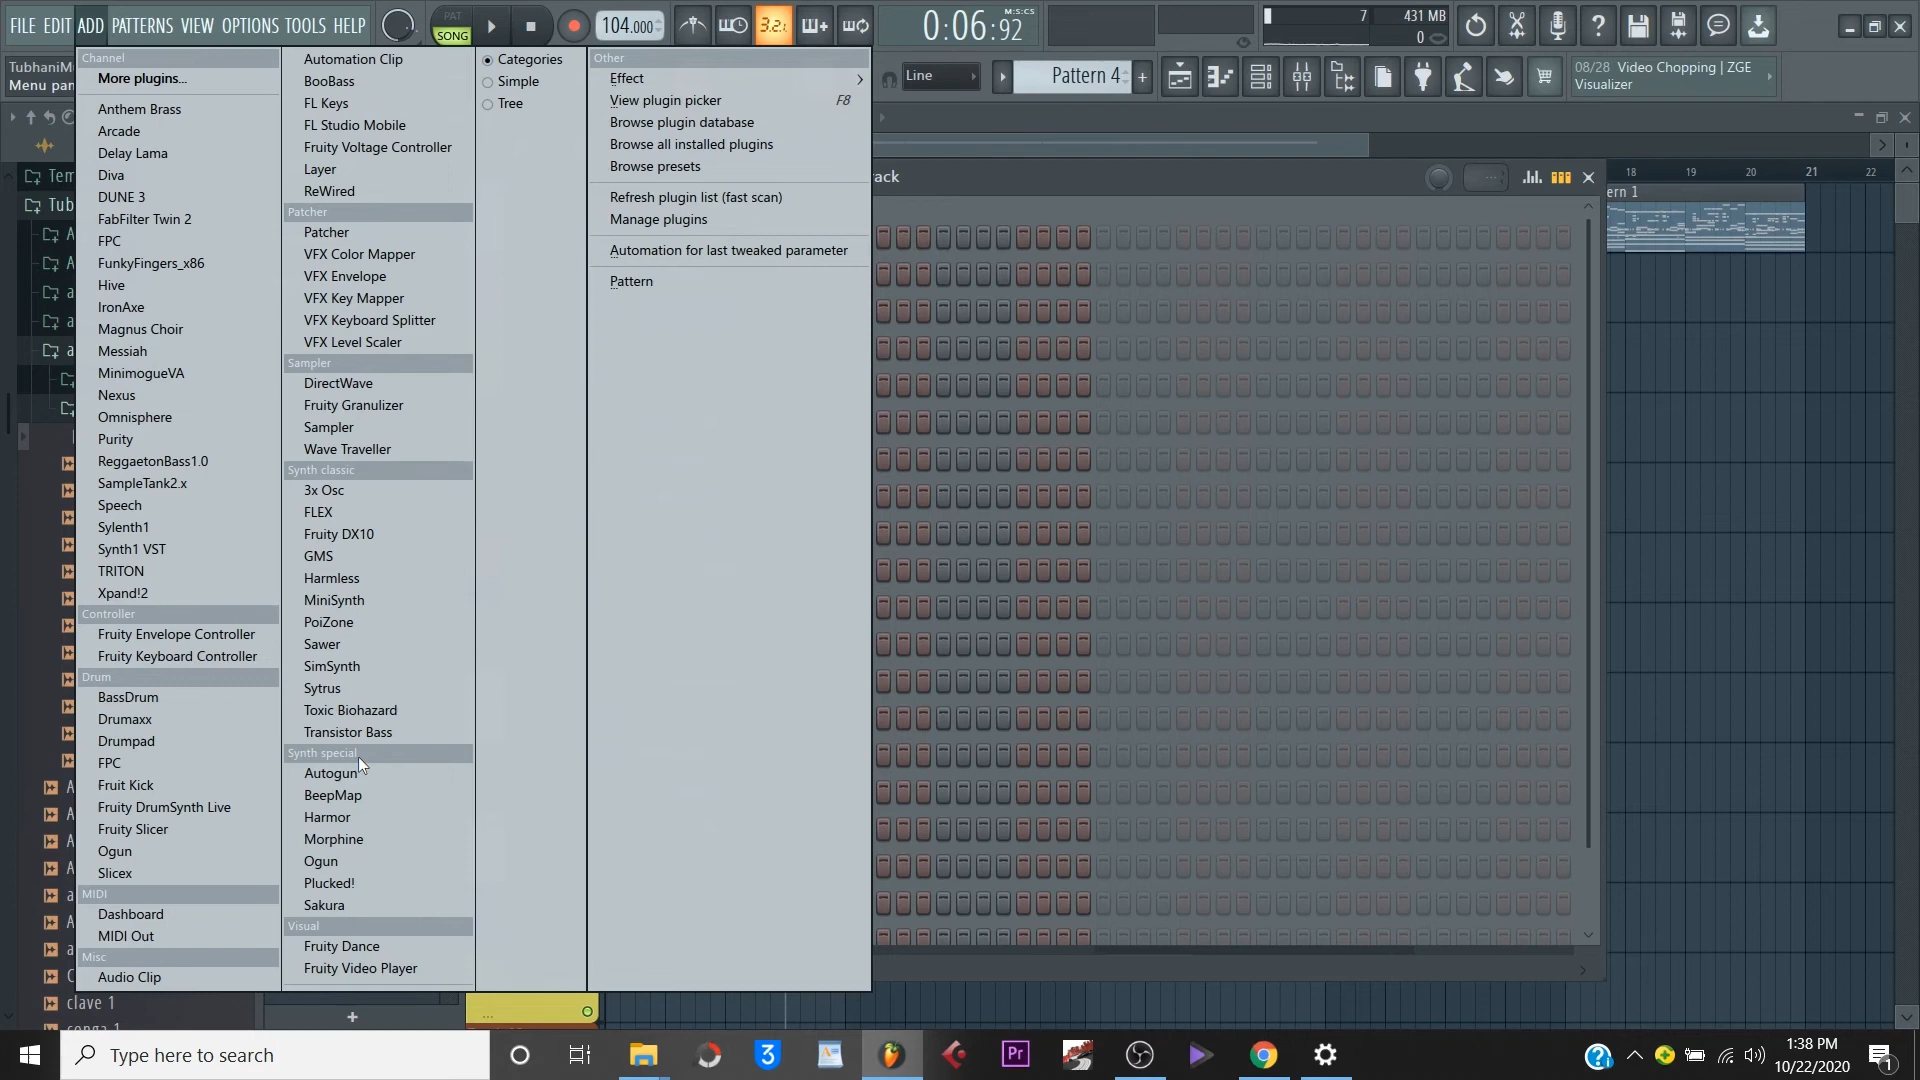 FILE EDIT ADD PATTERNS VIEW OPTIONS TOOLS HELP
PAT
SONG
104.000
3.2.
0:06:92
M:S:CS
7
431 MB
0
TubhaniM
Menu pan
Line
Pattern 4
+
08/28 Video Chopping | ZGE
Visualizer
Channel
More plugins...
Anthem Brass
Arcade
Delay Lama
Diva
DUNE 3
FabFilter Twin 2
FPC
FunkyFingers_x86
Hive
IronAxe
Magnus Choir
Messiah
MinimogueVA
Nexus
Omnisphere
Purity
ReggaetonBass1.0
SampleTank2.x
Speech
Sylenth1
Synth1 VST
TRITON
Xpand!2
Controller
Fruity Envelope Controller
Fruity Keyboard Controller
Drum
BassDrum
Drumaxx
Drumpad
FPC
Fruit Kick
Fruity DrumSynth Live
Fruity Slicer
Ogun
Slicex
MIDI
Dashboard
MIDI Out
Misc
Audio Clip
Automation Clip
BooBass
FL Keys
FL Studio Mobile
Fruity Voltage Controller
Layer
ReWired
Patcher
Patcher
VFX Color Mapper
VFX Envelope
VFX Key Mapper
VFX Keyboard Splitter
VFX Level Scaler
Sampler
DirectWave
Fruity Granulizer
Sampler
Wave Traveller
Synth classic
3x Osc
FLEX
Fruity DX10
GMS
Harmless
MiniSynth
PoiZone
Sawer
SimSynth
Sytrus
Toxic Biohazard
Transistor Bass
Synth special
Autogun
BeepMap
Harmor
Morphine
Ogun
Plucked!
Sakura
Visual
Fruity Dance
Fruity Video Player
Categories
Simple
Tree
Other
Effect
View plugin picker F8
Browse plugin database
Browse all installed plugins
Browse presets
Refresh plugin list (fast scan)
Manage plugins
Automation for last tweaked parameter
Pattern
Tem
Tub
rack
18 19 20 21 22
ern 1
clave 1
conga 1
...
+
Type here to search
1:38 PM
10/22/2020
1